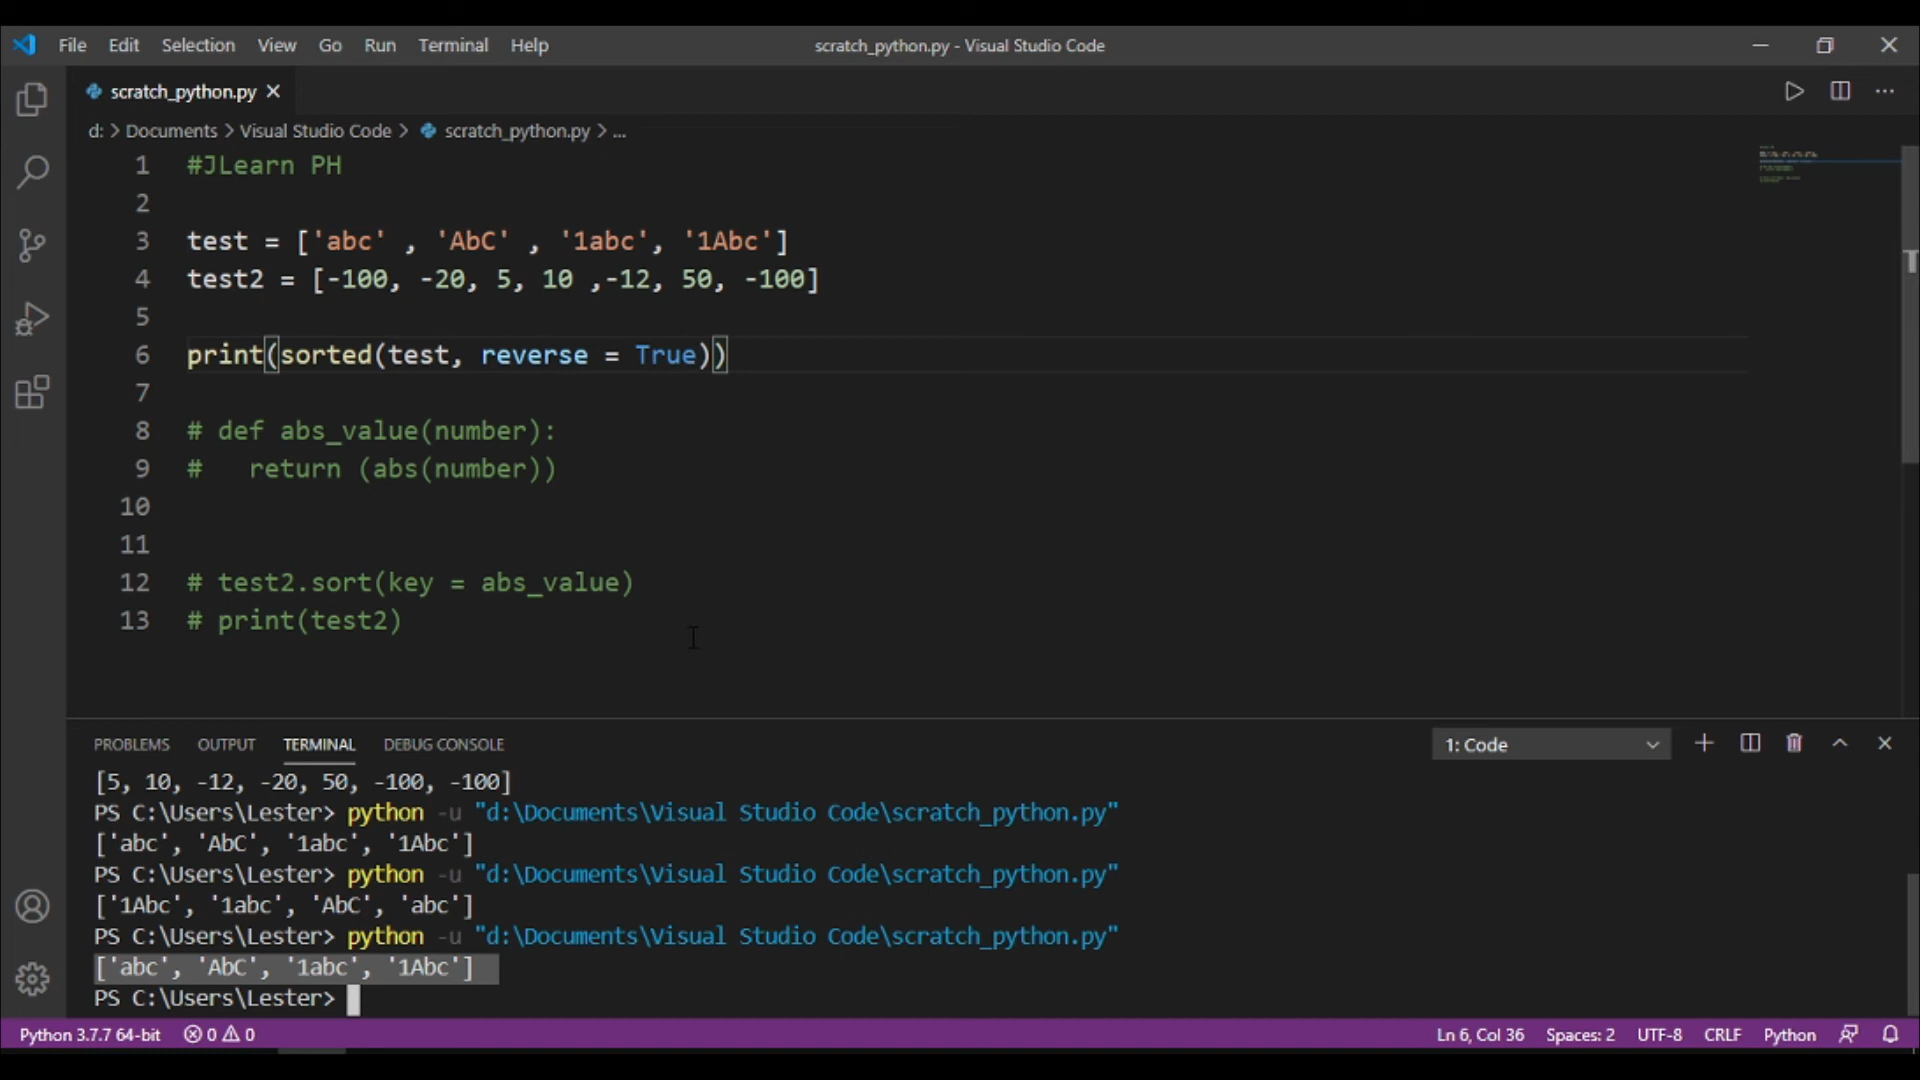 File Edit Selection View Go Run Terminal Help scratch_python.py - Visual Studio Code
scratch_python.py
d: > Documents > Visual Studio Code > scratch_python.py > ...
1 #JLearn PH
2
3 test = ['abc' , 'AbC' , '1abc', '1Abc']
4 test2 = [-100, -20, 5, 10 ,-12, 50, -100]
5
6 print(sorted(test, reverse = True))
7
8 # def abs_value(number):
9 #   return (abs(number))
10
11
12 # test2.sort(key = abs_value)
13 # print(test2)
PROBLEMS OUTPUT TERMINAL DEBUG CONSOLE 1: Code
[5, 10, -12, -20, 50, -100, -100]
PS C:\Users\Lester> python -u "d:\Documents\Visual Studio Code\scratch_python.py"
['abc', 'AbC', '1abc', '1Abc']
PS C:\Users\Lester> python -u "d:\Documents\Visual Studio Code\scratch_python.py"
['1Abc', '1abc', 'AbC', 'abc']
PS C:\Users\Lester> python -u "d:\Documents\Visual Studio Code\scratch_python.py"
['abc', 'AbC', '1abc', '1Abc']
PS C:\Users\Lester>
Python 3.7.7 64-bit 0 0 Ln 6, Col 36 Spaces: 2 UTF-8 CRLF Python